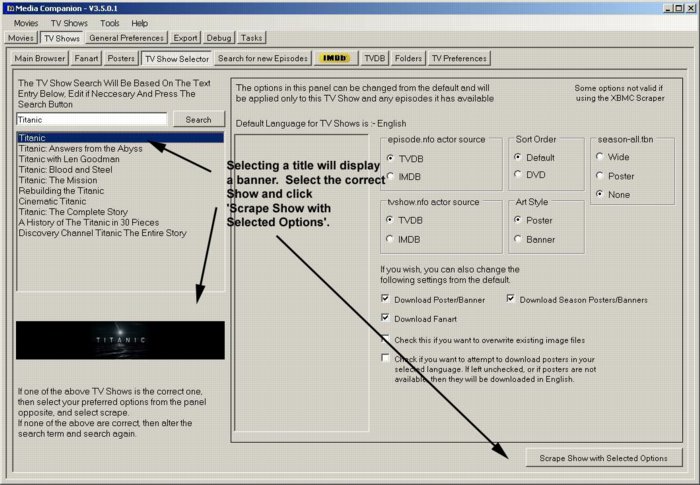 Media Companion - V3.5.0.1
Movies TV Shows Tools Help
Movies TV Shows General Preferences Export Debug Tasks
Main Browser Fanart Posters TV Show Selector Search for new Episodes IMDb TVDB Folders TV Preferences
The TV Show Search Will Be Based On The Text
Entry Below, Edit if Neccesary And Press The
Search Button
Titanic Search
Titanic
Titanic: Answers from the Abyss
Titanic with Len Goodman
Titanic: Blood and Steel
Titanic: The Mission
Rebuilding the Titanic
Cinematic Titanic
Titanic: The Complete Story
A History of The Titanic in 30 Pieces
Discovery Channel Titanic The Entire Story
TITANIC
If one of the above TV Shows is the correct one,
then select your preferred options from the panel
opposite, and select scrape.
If none of the above are correct, then alter the
search term and search again.
The options in this panel can be changed from the default and will
be applied only to this TV Show and any episodes it has available
Some options not valid if
using the XBMC Scraper
Default Language for TV Shows is :- English
Selecting a title will display
a banner. Select the correct
Show and click
'Scrape Show with
Selected Options'.
episode.nfo actor source
TVDB
IMDB
Sort Order
Default
DVD
season-all.tbn
Wide
Poster
None
tvshow.nfo actor source
TVDB
IMDB
Art Style
Poster
Banner
If you wish, you can also change the
following settings from the default.
Download Poster/Banner Download Season Posters/Banners
Download Fanart
Check this if you want to overwrite existing image files
Check if you want to attempt to download posters in your
selected language. If left unchecked, or if posters are not
available, then they will be downloaded in English.
Scrape Show with Selected Options